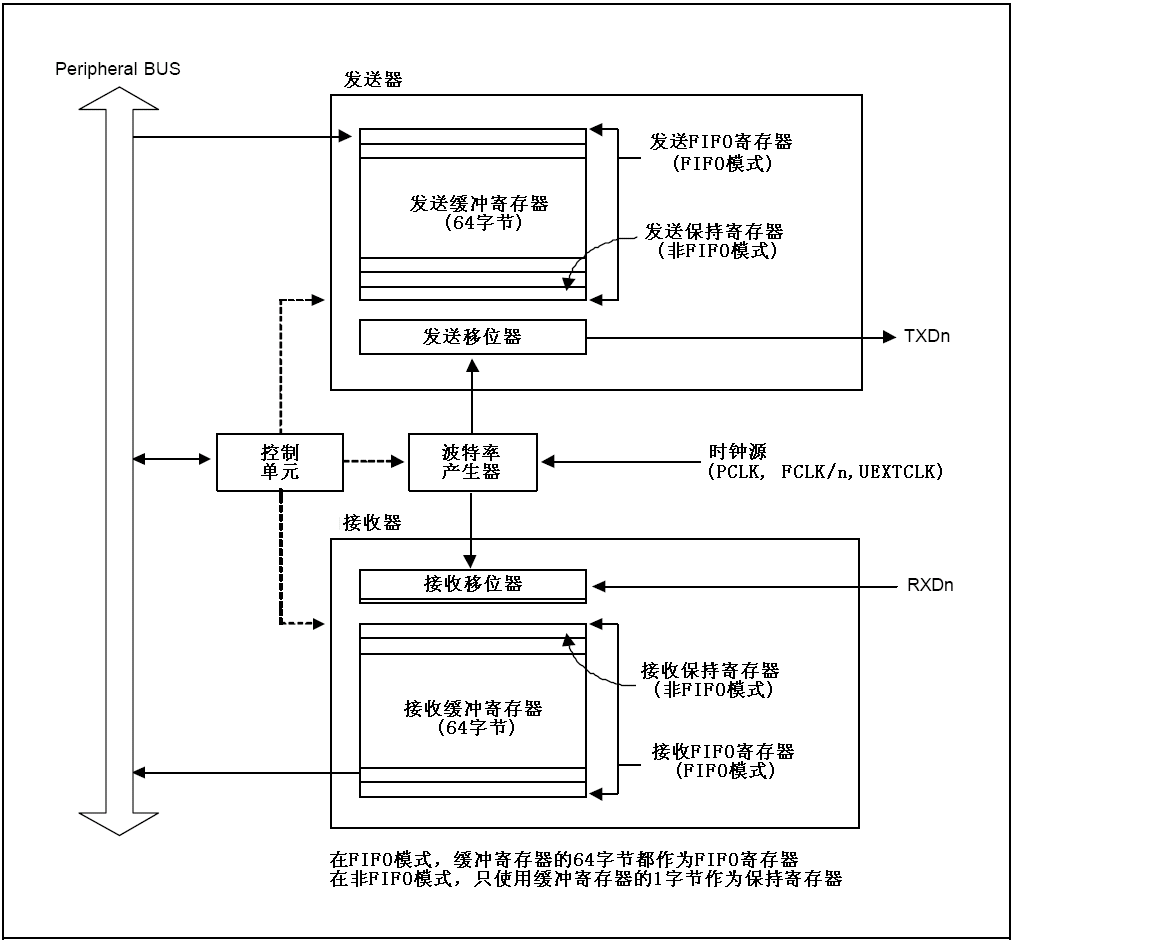 Peripheral BUS
发送器
发送FIFO寄存器
(FIFO模式)
发送缓冲寄存器
(64字节)
发送保持寄存器
(非FIFO模式)
发送移位器
TXDn
控制
单元
波特率
产生器
时钟源
(PCLK, FCLK/n,UEXTCLK)
接收器
接收移位器
RXDn
接收保持寄存器
(非FIFO模式)
接收缓冲寄存器
(64字节)
接收FIFO寄存器
(FIFO模式)
在FIFO模式，缓冲寄存器的64字节都作为FIFO寄存器
在非FIFO模式，只使用缓冲寄存器的1字节作为保持寄存器